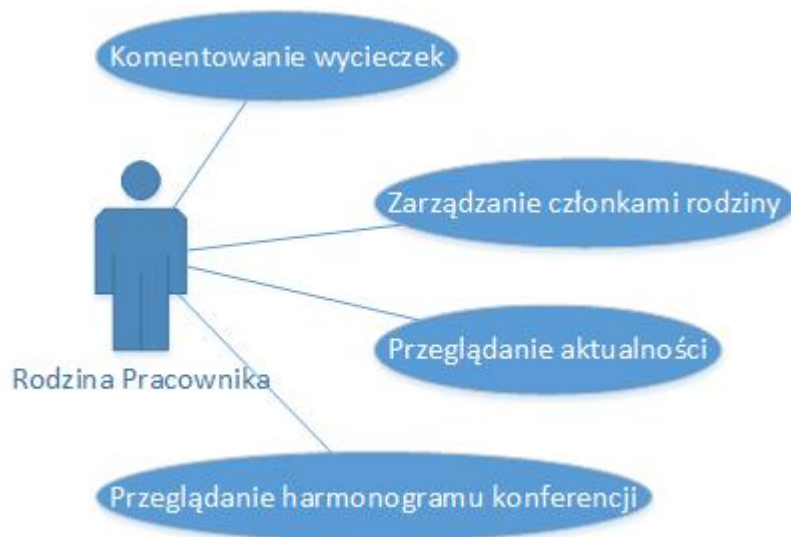 Komentowanie wycieczek
Zarządzanie członkami rodziny
Przeglądanie aktualności
Rodzina Pracownika
Przeglądanie harmonogramu konferencji